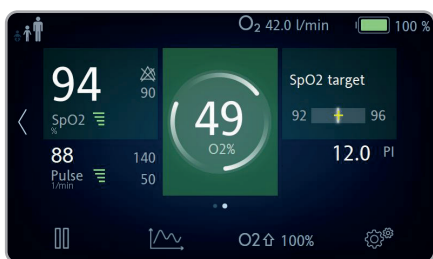 O₂ 42.0 l/min
100 %
94
90
SpO2
%
88
140
Pulse
50
1/min
49
O2%
SpO2 target
92
96
12.0 PI
O2⇧ 100%